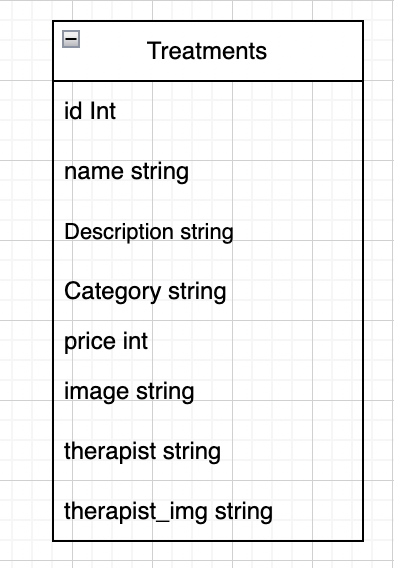 Treatments
id Int
name string
Description string
Category string
price int
image string
therapist string
therapist_img string